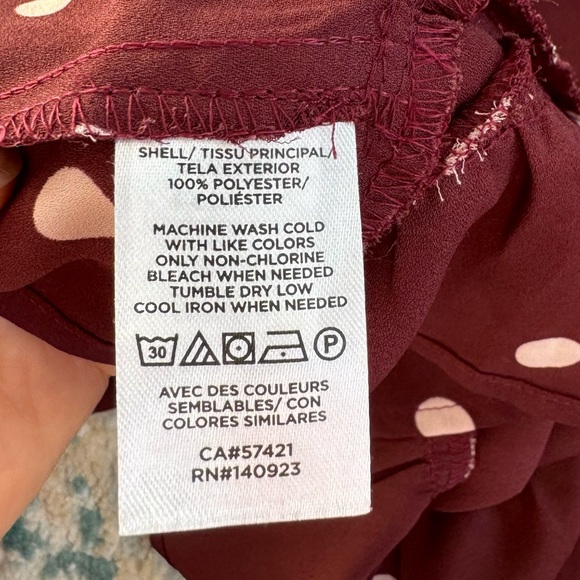 SHELL/ TISSU PRINCIPAL/
TELA EXTERIOR
100% POLYESTER/
POLIÉSTER
MACHINE WASH COLD
WITH LIKE COLORS
ONLY NON-CHLORINE
BLEACH WHEN NEEDED
TUMBLE DRY LOW
COOL IRON WHEN NEEDED
30 P
AVEC DES COULEURS
SEMBLABLES/ CON
COLORES SIMILARES
CA#57421
RN#140923